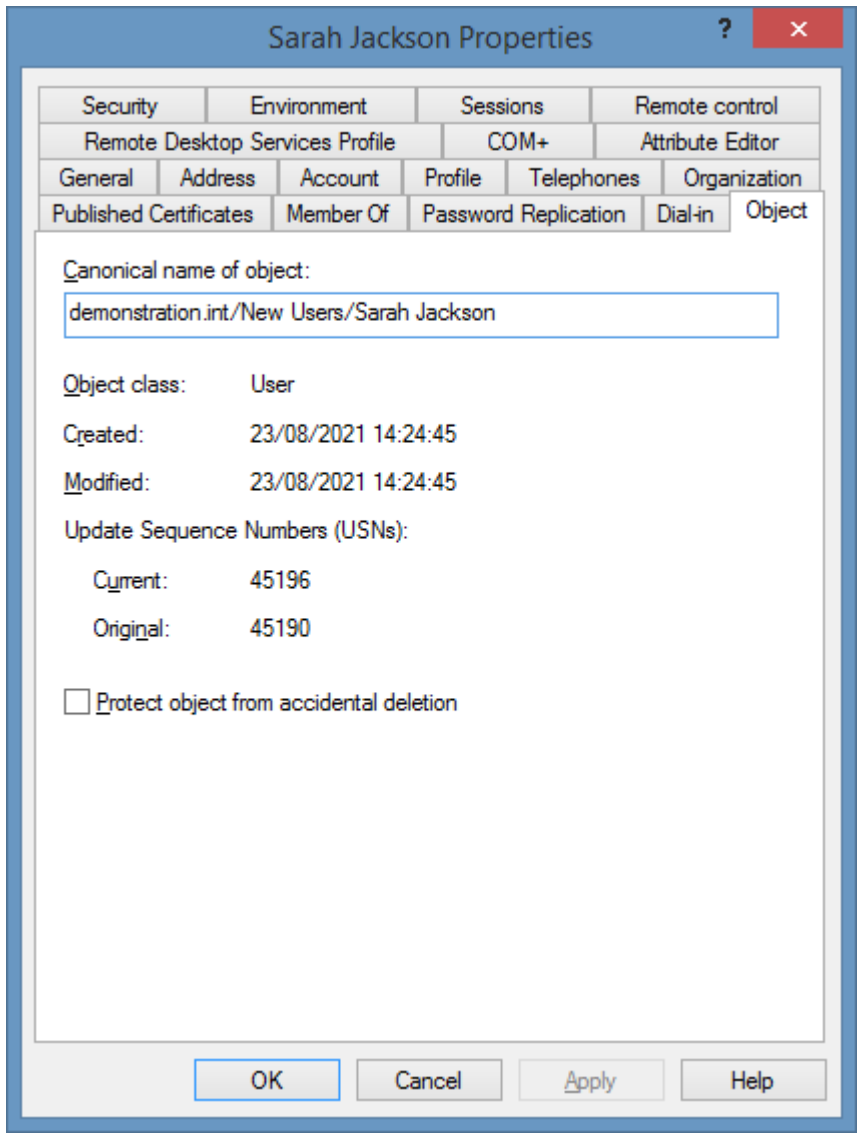 Sarah Jackson Properties
?
Security Environment Sessions Remote control
Remote Desktop Services Profile COM+ Attribute Editor
General Address Account Profile Telephones Organization
Published Certificates Member Of Password Replication Dial-in Object
Canonical name of object:
demonstration.int/New Users/Sarah Jackson
Object class: User
Created: 23/08/2021 14:24:45
Modified: 23/08/2021 14:24:45
Update Sequence Numbers (USNs):
Current: 45196
Original: 45190
Protect object from accidental deletion
OK Cancel Apply Help